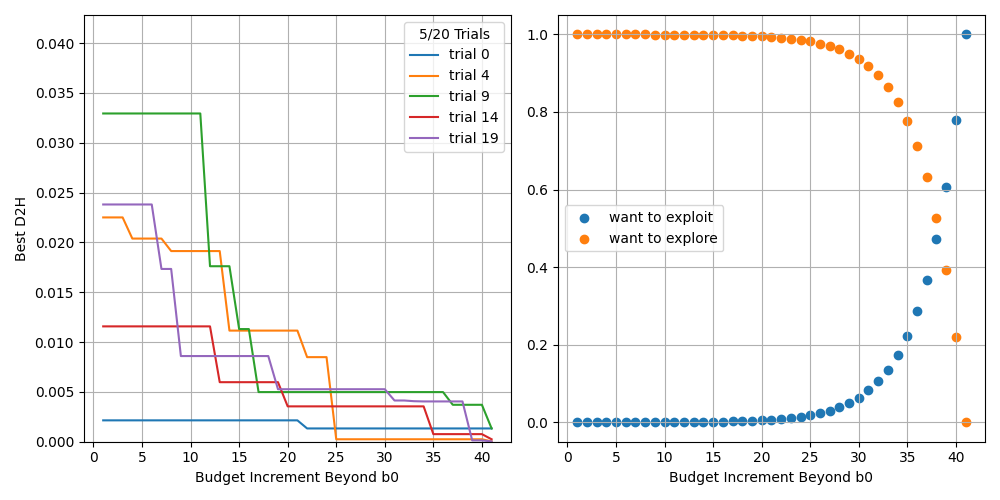 5/20 Trials
trial 0
trial 4
trial 9
trial 14
trial 19
Best D2H
0.040
0.035
0.030
0.025
0.020
0.015
0.010
0.005
0.000
0 5 10 15 20 25 30 35 40
Budget Increment Beyond b0
1.0
0.8
0.6
0.4
0.2
0.0
want to exploit
want to explore
0 5 10 15 20 25 30 35 40
Budget Increment Beyond b0